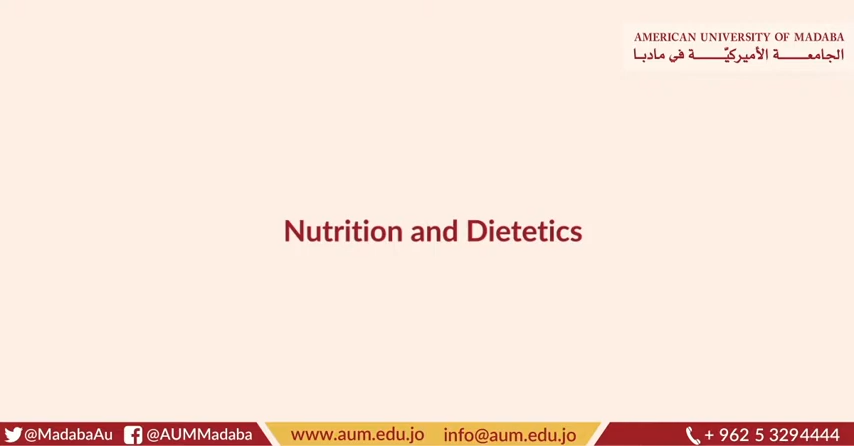 AMERICAN UNIVERSITY OF MADABA
الجامعـــــة الأميركيّـــــة في مادبـا
Nutrition and Dietetics
@MadabaAu @AUMMadaba www.aum.edu.jo info@aum.edu.jo + 962 5 3294444